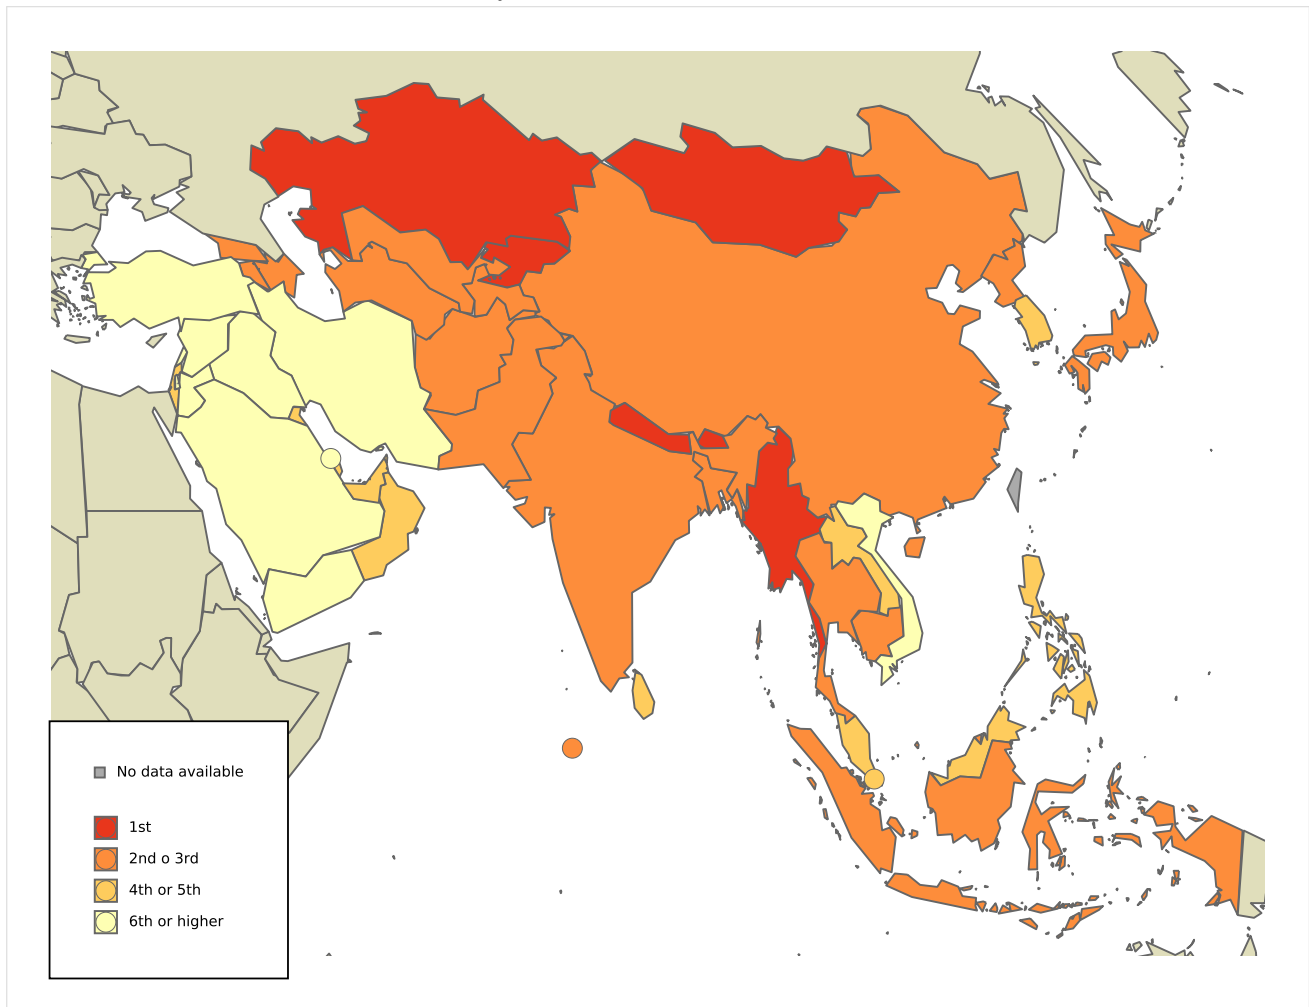 No data available
1st
2nd o 3rd
4th or 5th
6th or higher